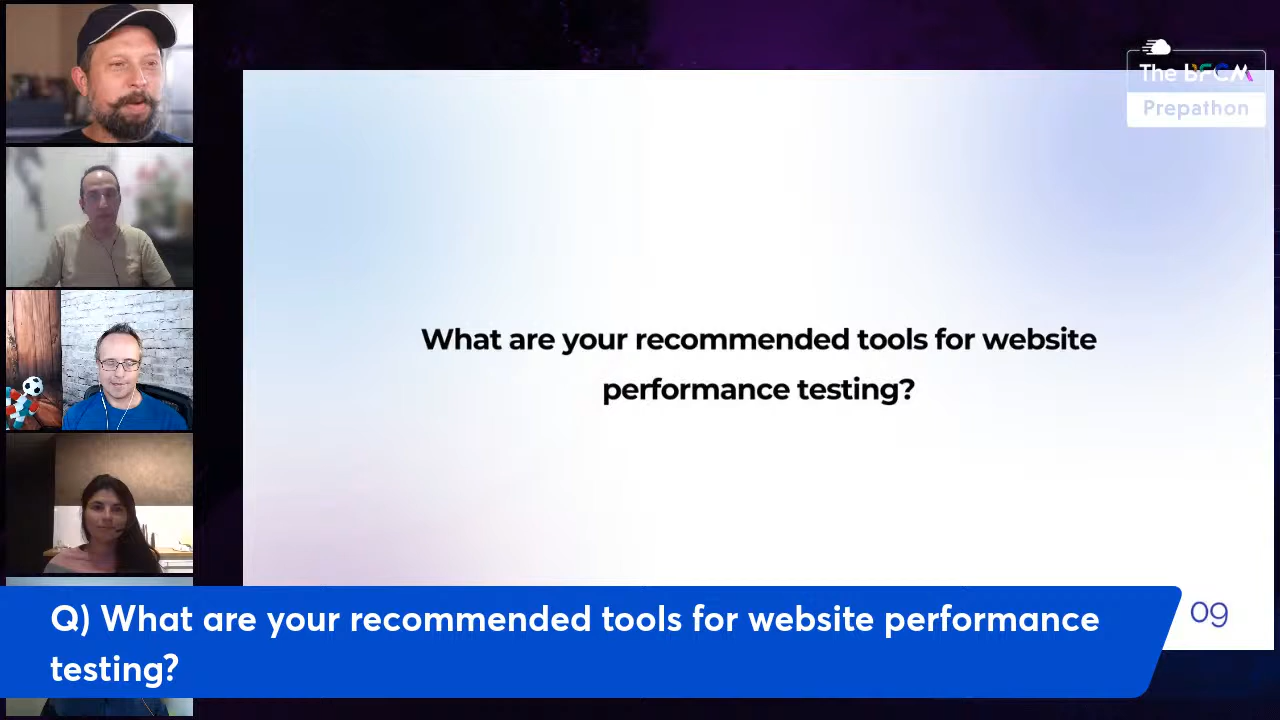 The BFCM
Prepathon
What are your recommended tools for website
performance testing?
09
Q) What are your recommended tools for website performance
testing?